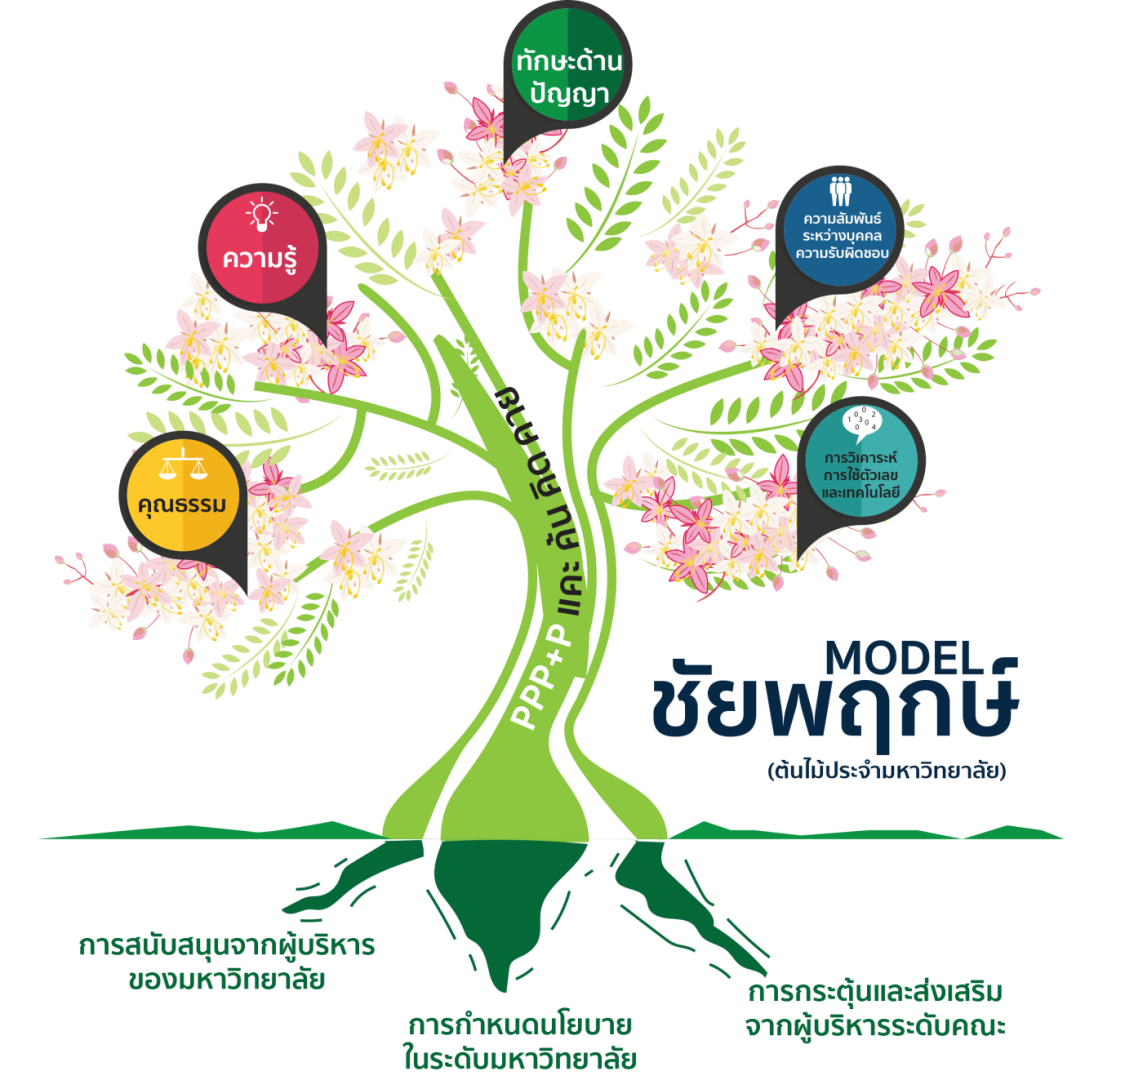 ทักษะด้าน
ปัญญา
ความรู้
ความสัมพันธ์
ระหว่างบุคคล
ความรับผิดชอบ
คุณธรรม
0 0 2
1 3 0
0 4
การวิเคาระห์
การใช้ตัวเลข
และเทคโนโลยี
PPP+P แคะ
MODEL
ชัยพฤกษ์
(ต้นไม้ประจำมหาวิทยาลัย)
การสนับสนุนจากผู้บริหาร
ของมหาวิทยาลัย
การกำหนดนโยบาย
ในระดับมหาวิทยาลัย
การกระตุ้นและส่งเสริม
จากผู้บริหารระดับคณะ